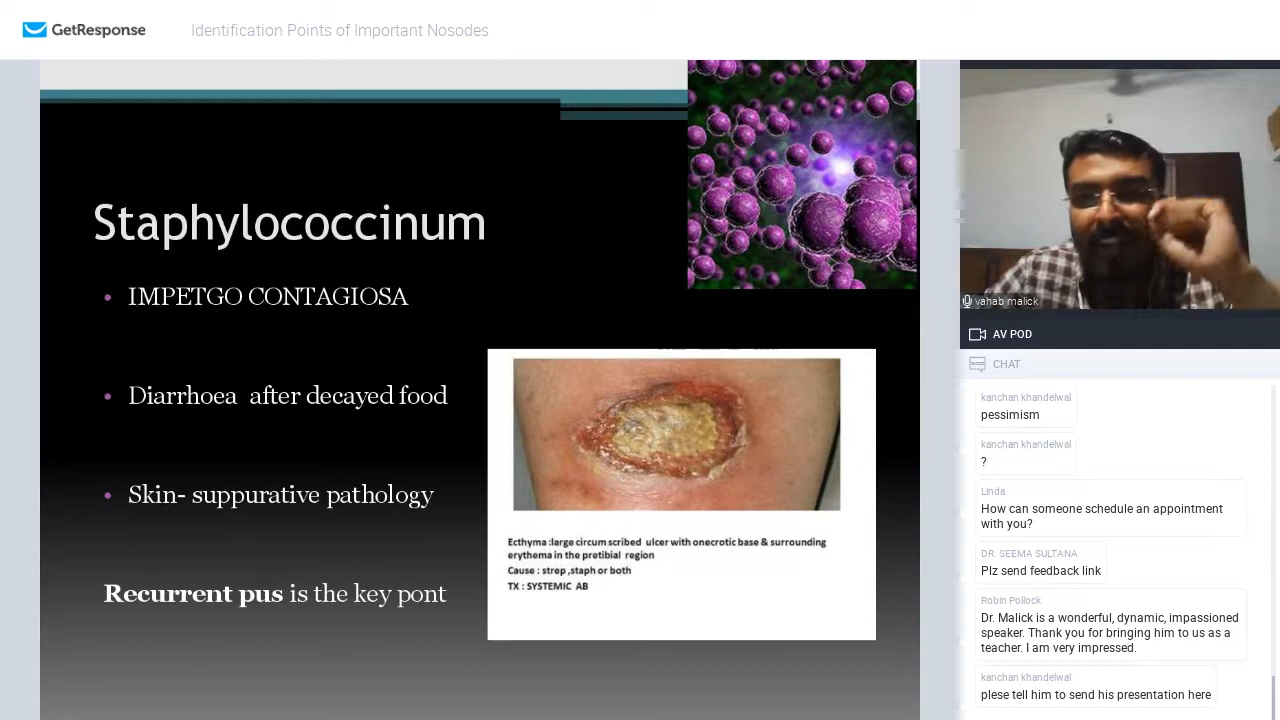 GetResponse
Identification Points of Important Nosodes
Staphylococcinum
• IMPETGO CONTAGIOSA
• Diarrhoea after decayed food
• Skin- suppurative pathology
Recurrent pus is the key pont
Ecthyma :large circum scribed ulcer with onecrotic base & surrounding
erythema in the pretibial region
Cause : strep ,staph or both
TX : SYSTEMIC AB
vahab malick
AV POD
CHAT
kanchan khandelwal
pessimism
kanchan khandelwal
?
Linda
How can someone schedule an appointment
with you?
DR. SEEMA SULTANA
Plz send feedback link
Robin Pollock
Dr. Malick is a wonderful, dynamic, impassioned
speaker. Thank you for bringing him to us as a
teacher. I am very impressed.
kanchan khandelwal
plese tell him to send his presentation here